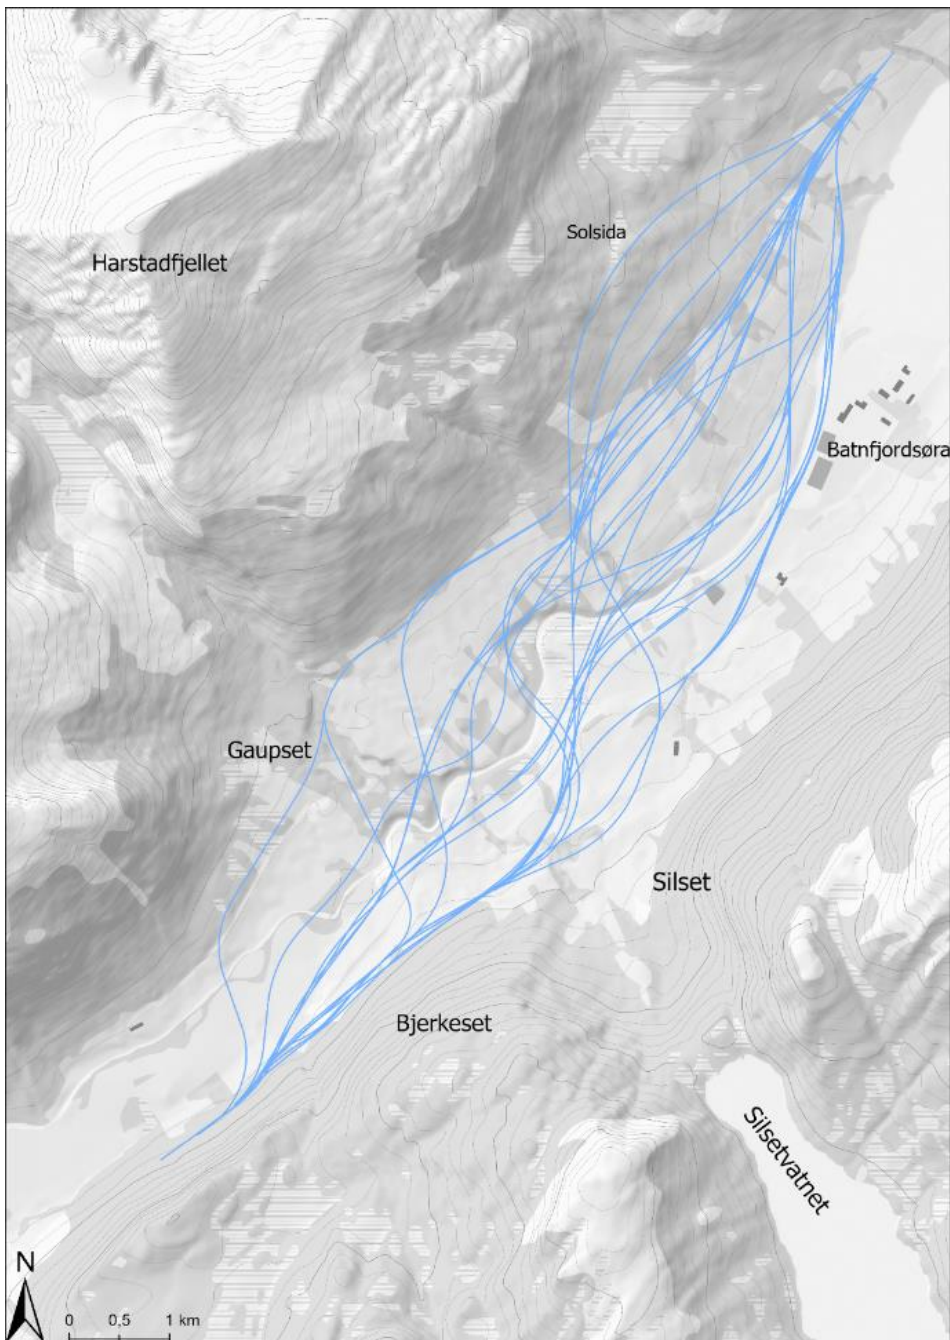 Solsida
Harstadfjellet
Batnfjordsøra
Gaupset
Silset
Bjerkeset
Silsetvatnet
N
0 0,5 1 km